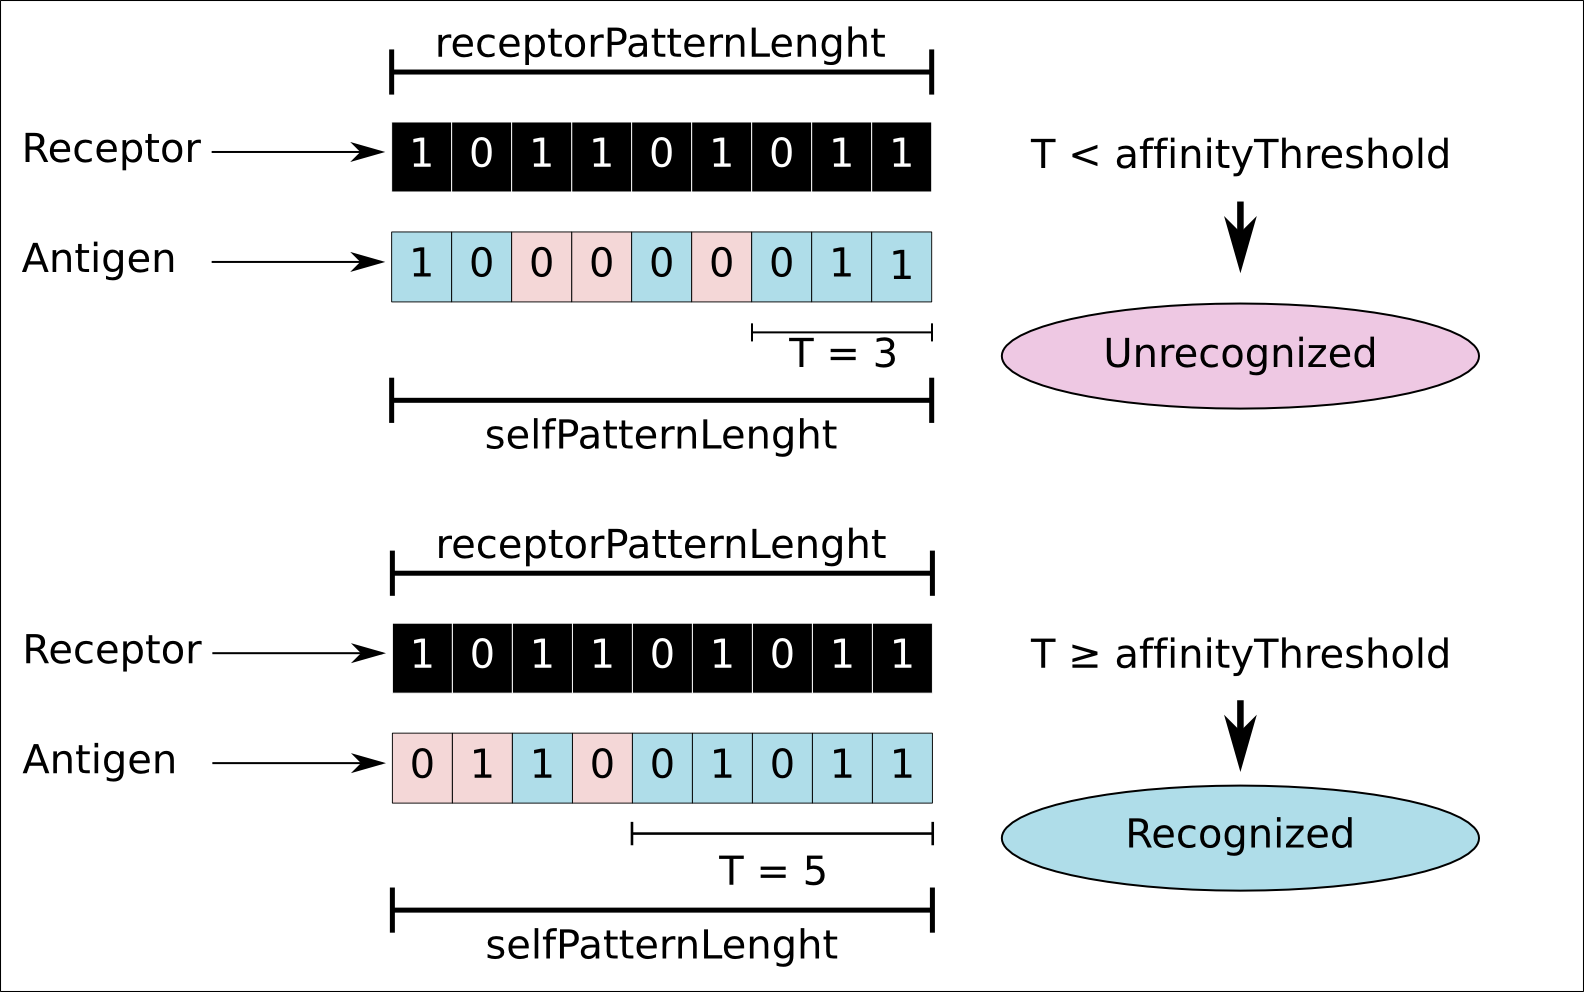 receptorPatternLenght
Receptor 1 0 1 1 0 1 0 1 1
T < affinityThreshold
Antigen 1 0 0 0 0 0 0 1 1
T = 3
Unrecognized
selfPatternLenght
receptorPatternLenght
Receptor 1 0 1 1 0 1 0 1 1
T ≥ affinityThreshold
Antigen 0 1 1 0 0 1 0 1 1
Recognized
T = 5
selfPatternLenght